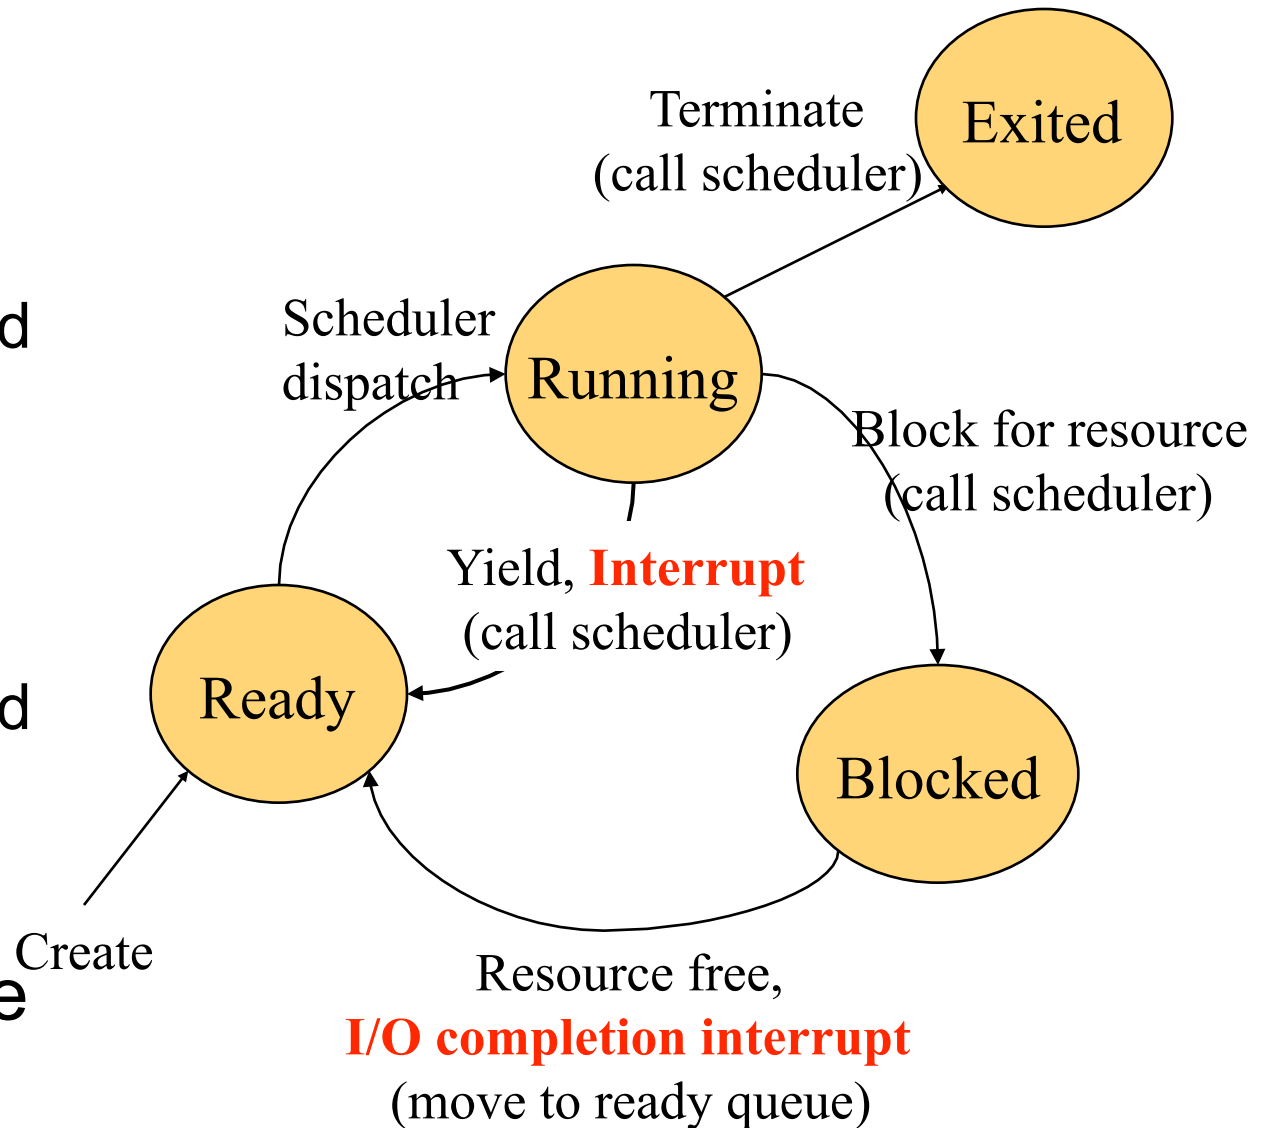 Terminate
(call scheduler)
Exited
d
Scheduler
dispatch
Running
Block for resource
(call scheduler)
Yield, Interrupt
(call scheduler)
Ready
d
Blocked
Create
e
Resource free,
I/O completion interrupt
(move to ready queue)